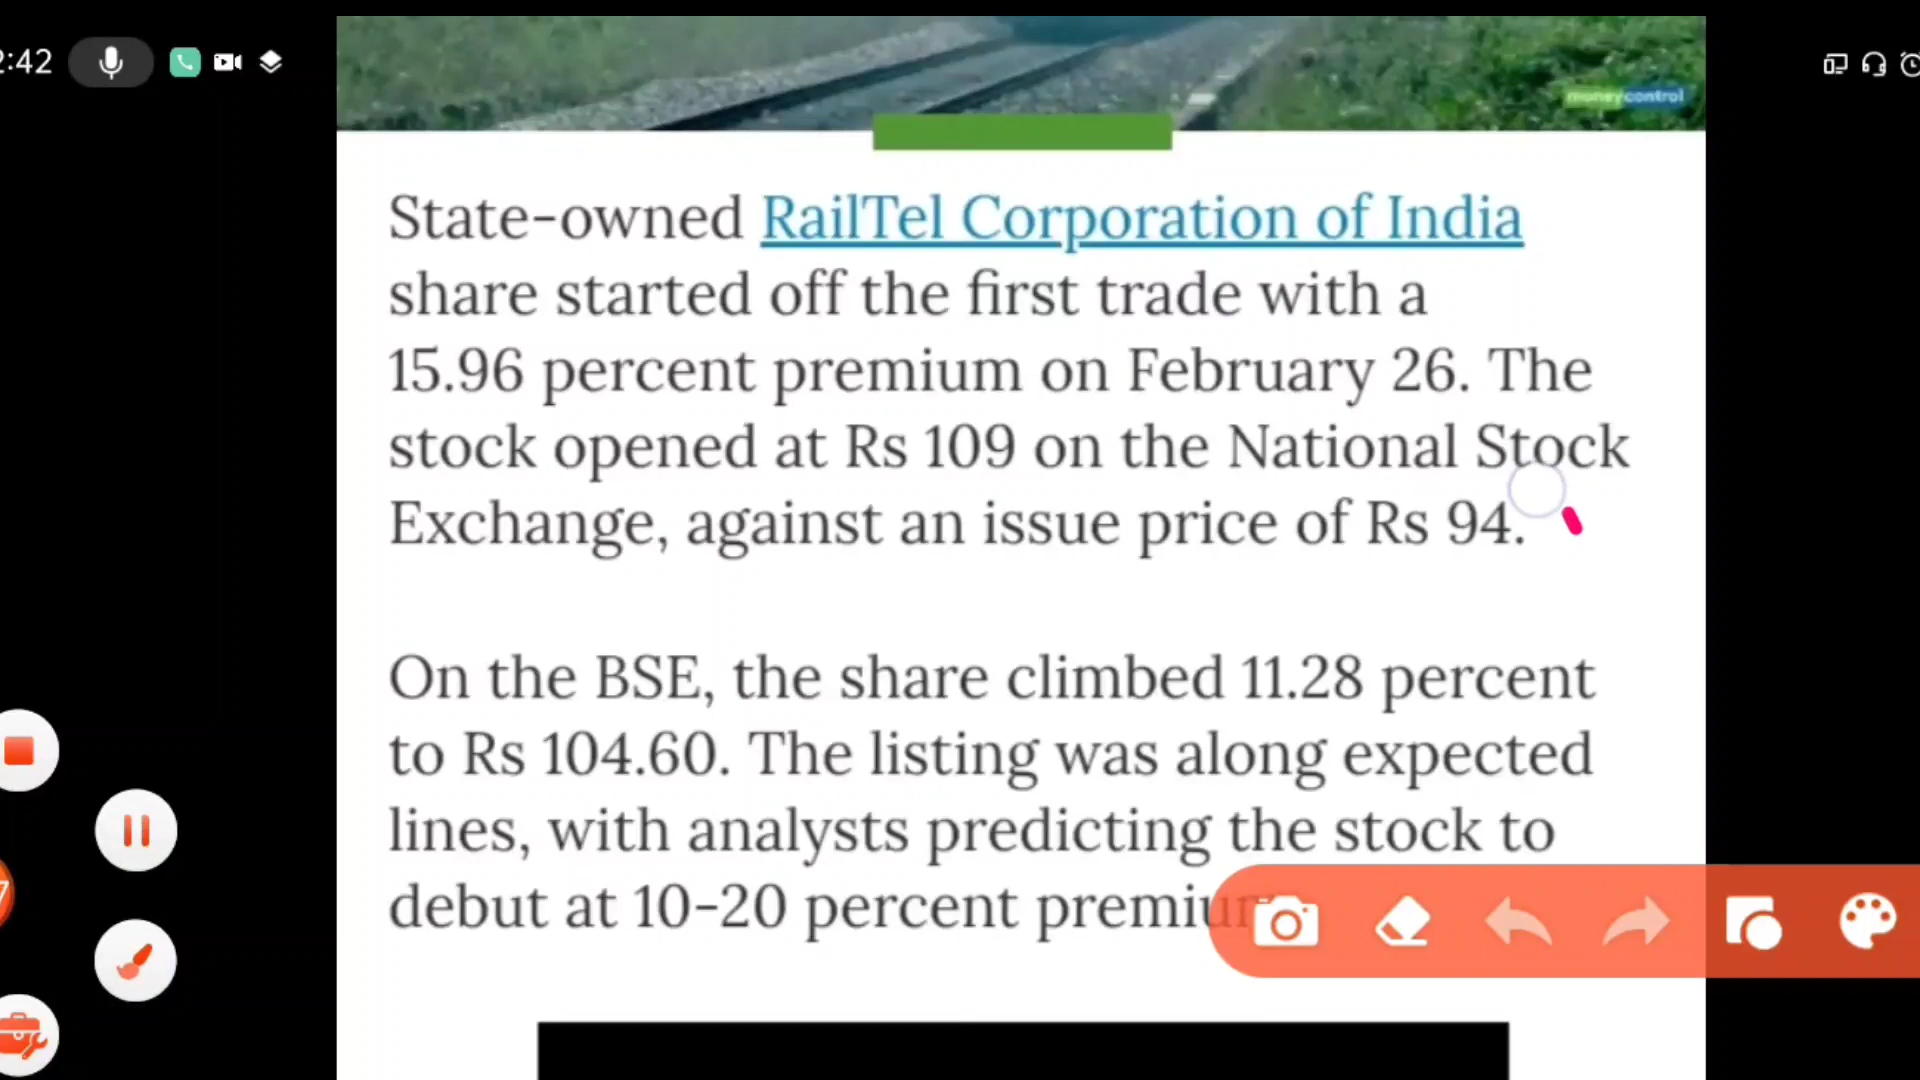 2:42
moneycontrol
State-owned RailTel Corporation of India
share started off the first trade with a
15.96 percent premium on February 26. The
stock opened at Rs 109 on the National Stock
Exchange, against an issue price of Rs 94.
On the BSE, the share climbed 11.28 percent
to Rs 104.60. The listing was along expected
lines, with analysts predicting the stock to
debut at 10-20 percent